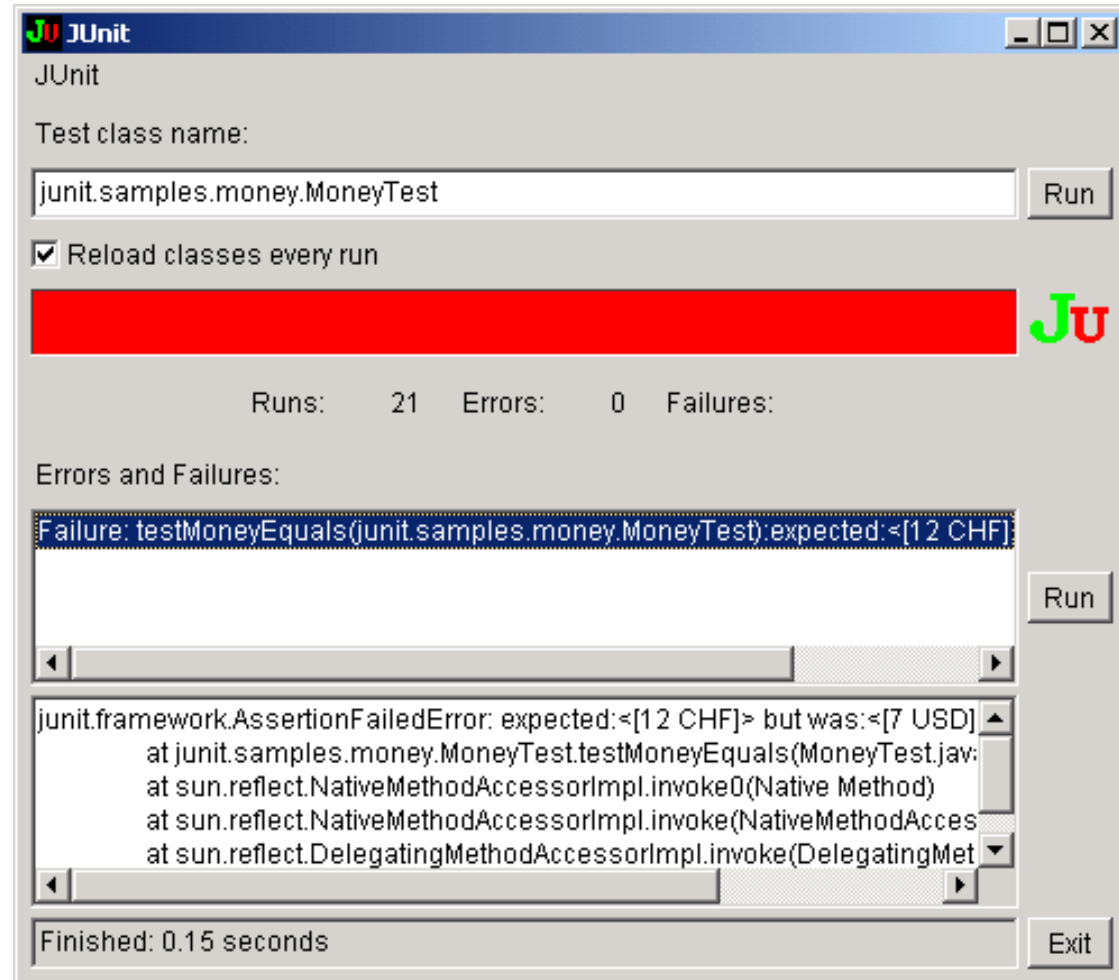 JU JUnit
JUnit
Test class name:
junit.samples.money.MoneyTest Run
Reload classes every run
JU
Runs: 21 Errors: 0 Failures:
Errors and Failures:
Failure: testMoneyEquals(junit.samples.money.MoneyTest):expected:<[12 CHF]
Run
junit.framework.AssertionFailedError: expected:<[12 CHF]> but was:<[7 USD]
at junit.samples.money.MoneyTest.testMoneyEquals(MoneyTest.jav
at sun.reflect.NativeMethodAccessorImpl.invoke0(Native Method)
at sun.reflect.NativeMethodAccessorImpl.invoke(NativeMethodAcces
at sun.reflect.DelegatingMethodAccessorImpl.invoke(DelegatingMet
Finished: 0.15 seconds Exit